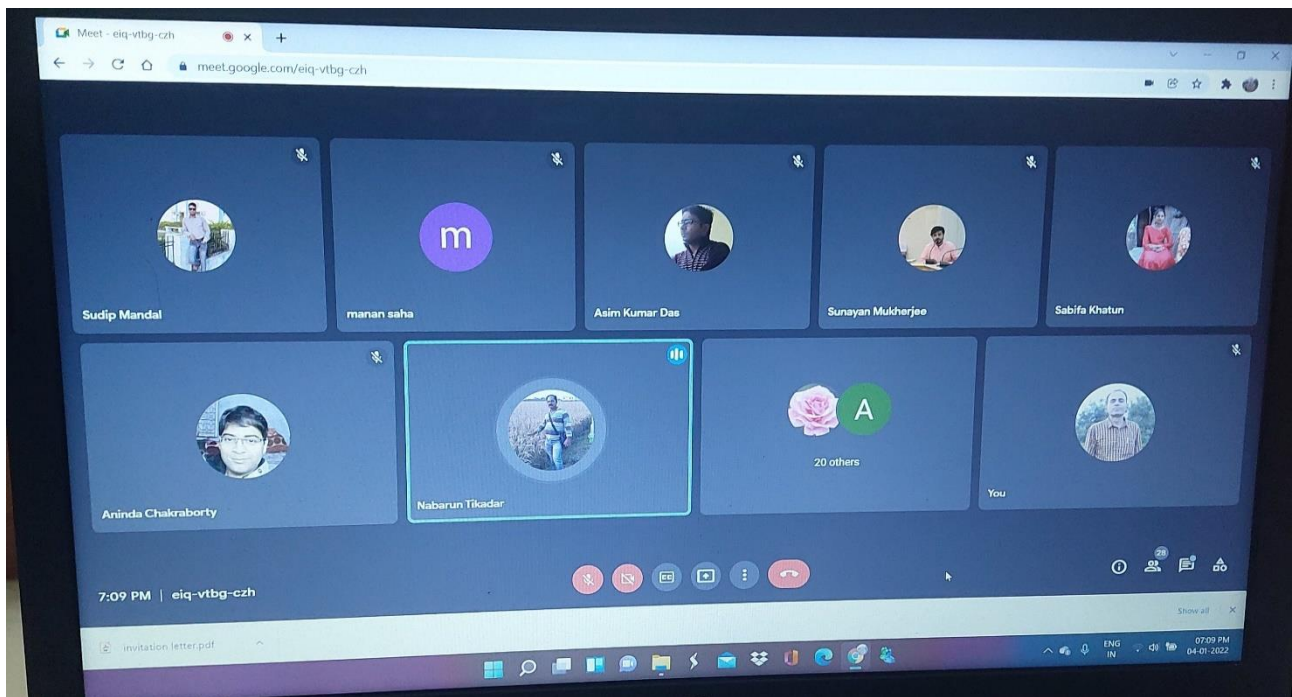 Meet - eiq-vtbg-czh
meet.google.com/eiq-vtbg-czh
Sudip Mandal
m
manan saha
Asim Kumar Das
Sunayan Mukherjee
Sabifa Khatun
Aninda Chakraborty
Nabarun Tikadar
A
20 others
You
7:09 PM | eiq-vtbg-czh
CC
28
invitation letter.pdf
Show all
ENG
IN
07:09 PM
04-01-2022